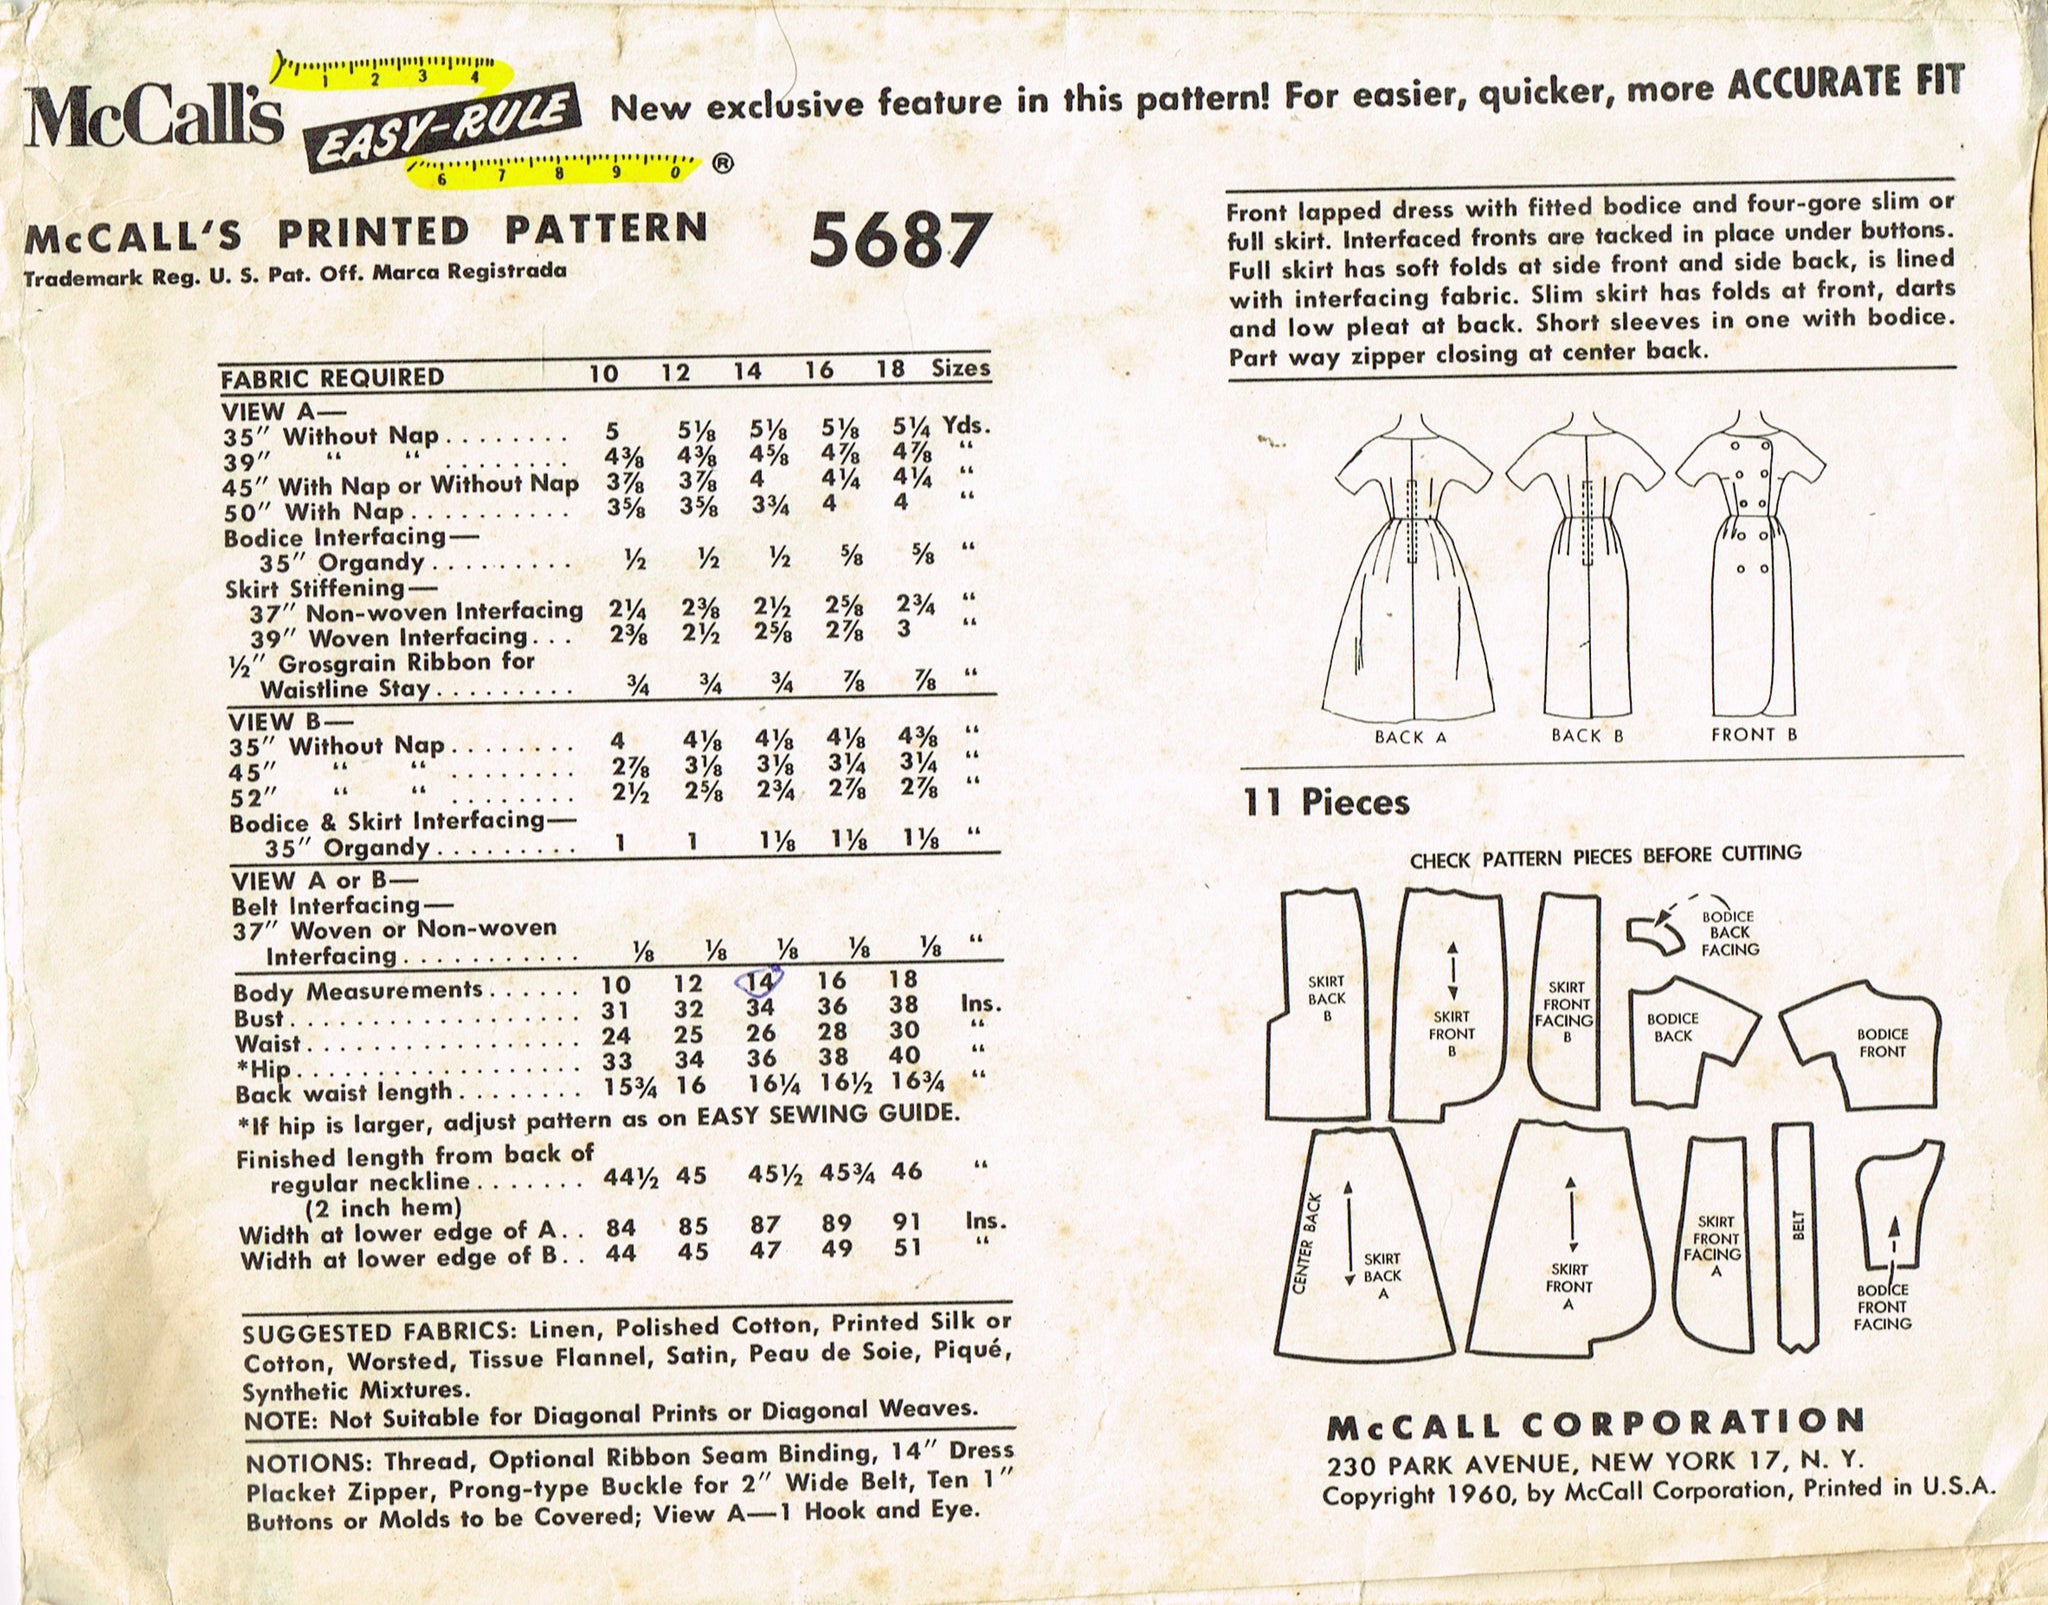 McCall's EASY-RULE ® New exclusive feature in this pattern! For easier, quicker, more ACCURATE FIT
1 2 3 4
6 7 8 9 0
McCALL'S PRINTED PATTERN 5687
Trademark Reg. U. S. Pat. Off. Marca Registrada
FABRIC REQUIRED 10 12 14 16 18 Sizes
VIEW A—
35" Without Nap........ 5 5⅛ 5⅛ 5⅛ 5¼ Yds.
39" “ “ ........ 4⅜ 4⅜ 4⅝ 4⅞ 4⅞ “
45" With Nap or Without Nap 3⅞ 3⅞ 4 4¼ 4¼ “
50" With Nap.......... 3⅝ 3⅝ 3¾ 4 4 “
Bodice Interfacing—
35" Organdy......... ½ ½ ½ ⅝ ⅝ “
Skirt Stiffening—
37" Non-woven Interfacing 2¼ 2⅜ 2½ 2⅝ 2¾ “
39" Woven Interfacing... 2⅜ 2½ 2⅝ 2⅞ 3 “
½" Grosgrain Ribbon for
Waistline Stay......... ¾ ¾ ¾ ⅞ ⅞ “
VIEW B—
35" Without Nap........ 4 4⅛ 4⅛ 4⅛ 4⅜ “
45" “ “ ........ 2⅞ 3⅛ 3⅛ 3¼ 3¼ “
52" “ “ ........ 2½ 2⅝ 2¾ 2⅞ 2⅞ “
Bodice & Skirt Interfacing—
35" Organdy......... 1 1 1⅛ 1⅛ 1⅛ “
VIEW A or B—
Belt Interfacing—
37" Woven or Non-woven
Interfacing........... ⅛ ⅛ ⅛ ⅛ ⅛ “
Body Measurements...... 10 12 14 16 18
Bust.................. 31 32 34 36 38 Ins.
Waist................. 24 25 26 28 30 “
*Hip.................. 33 34 36 38 40 “
Back waist length........ 15¾ 16 16¼ 16½ 16¾ “
*If hip is larger, adjust pattern as on EASY SEWING GUIDE.
Finished length from back of
regular neckline....... 44½ 45 45½ 45¾ 46 “
(2 inch hem)
Width at lower edge of A.. 84 85 87 89 91 Ins.
Width at lower edge of B.. 44 45 47 49 51 “
SUGGESTED FABRICS: Linen, Polished Cotton, Printed Silk or
Cotton, Worsted, Tissue Flannel, Satin, Peau de Soie, Piqué,
Synthetic Mixtures.
NOTE: Not Suitable for Diagonal Prints or Diagonal Weaves.
NOTIONS: Thread, Optional Ribbon Seam Binding, 14" Dress
Placket Zipper, Prong-type Buckle for 2" Wide Belt, Ten 1"
Buttons or Molds to be Covered; View A—1 Hook and Eye.
Front lapped dress with fitted bodice and four-gore slim or
full skirt. Interfaced fronts are tacked in place under buttons.
Full skirt has soft folds at side front and side back, is lined
with interfacing fabric. Slim skirt has folds at front, darts
and low pleat at back. Short sleeves in one with bodice.
Part way zipper closing at center back.
BACK A BACK B FRONT B
11 Pieces
CHECK PATTERN PIECES BEFORE CUTTING
SKIRT
BACK
B
SKIRT
FRONT
B
SKIRT
FRONT
FACING
B
BODICE
BACK
FACING
BODICE
BACK
BODICE
FRONT
CENTER BACK
SKIRT
BACK
A
SKIRT
FRONT
A
SKIRT
FRONT
FACING
A
BELT
BODICE
FRONT
FACING
McCALL CORPORATION
230 PARK AVENUE, NEW YORK 17, N. Y.
Copyright 1960, by McCall Corporation, Printed in U.S.A.